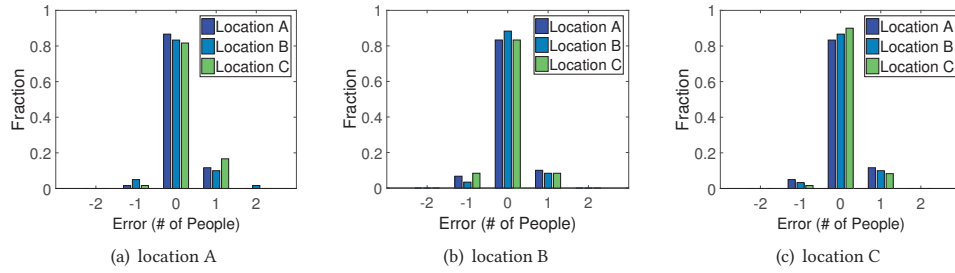 1
0.8
0.6
0.4
0.2
0
Fraction
-2 -1 0 1 2
Error (# of People)
Location A
Location B
Location C
(a) location A
1
0.8
0.6
0.4
0.2
0
Fraction
-2 -1 0 1 2
Error (# of People)
Location A
Location B
Location C
(b) location B
1
0.8
0.6
0.4
0.2
0
Fraction
-2 -1 0 1 2
Error (# of People)
Location A
Location B
Location C
(c) location C